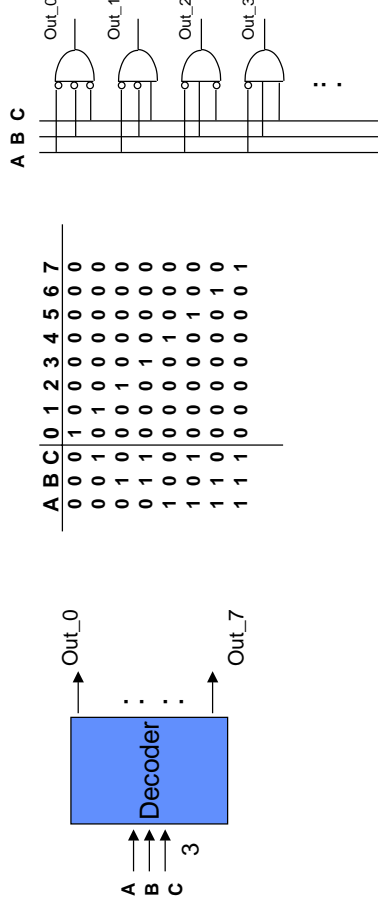 A
B
C
3
Decoder
Out_0
. .
. .
Out_7
A B C 0 1 2 3 4 5 6 7
0 0 0 1 0 0 0 0 0 0 0
0 0 1 0 1 0 0 0 0 0 0
0 1 0 0 0 1 0 0 0 0 0
0 1 1 0 0 0 1 0 0 0 0
1 0 0 0 0 0 0 1 0 0 0
1 0 1 0 0 0 0 0 1 0 0
1 1 0 0 0 0 0 0 0 1 0
1 1 1 0 0 0 0 0 0 0 1
A B C
Out_0
Out_1
Out_2
Out_3
. . .